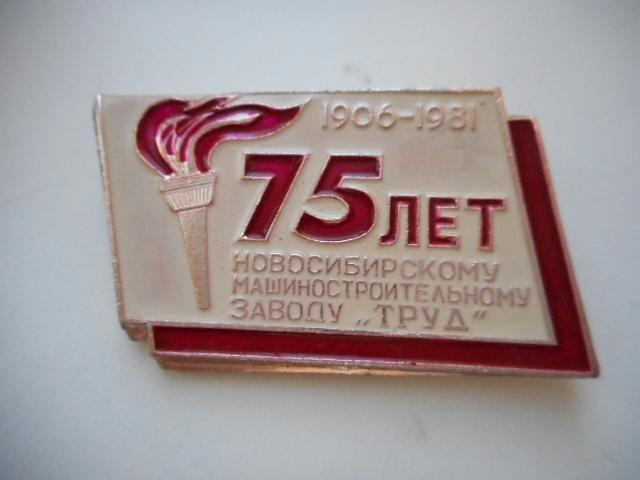 1906-1981
75 ЛЕТ
НОВОСИБИРСКОМУ
МАШИНОСТРОИТЕЛЬНОМУ
ЗАВОДУ „ТРУД"